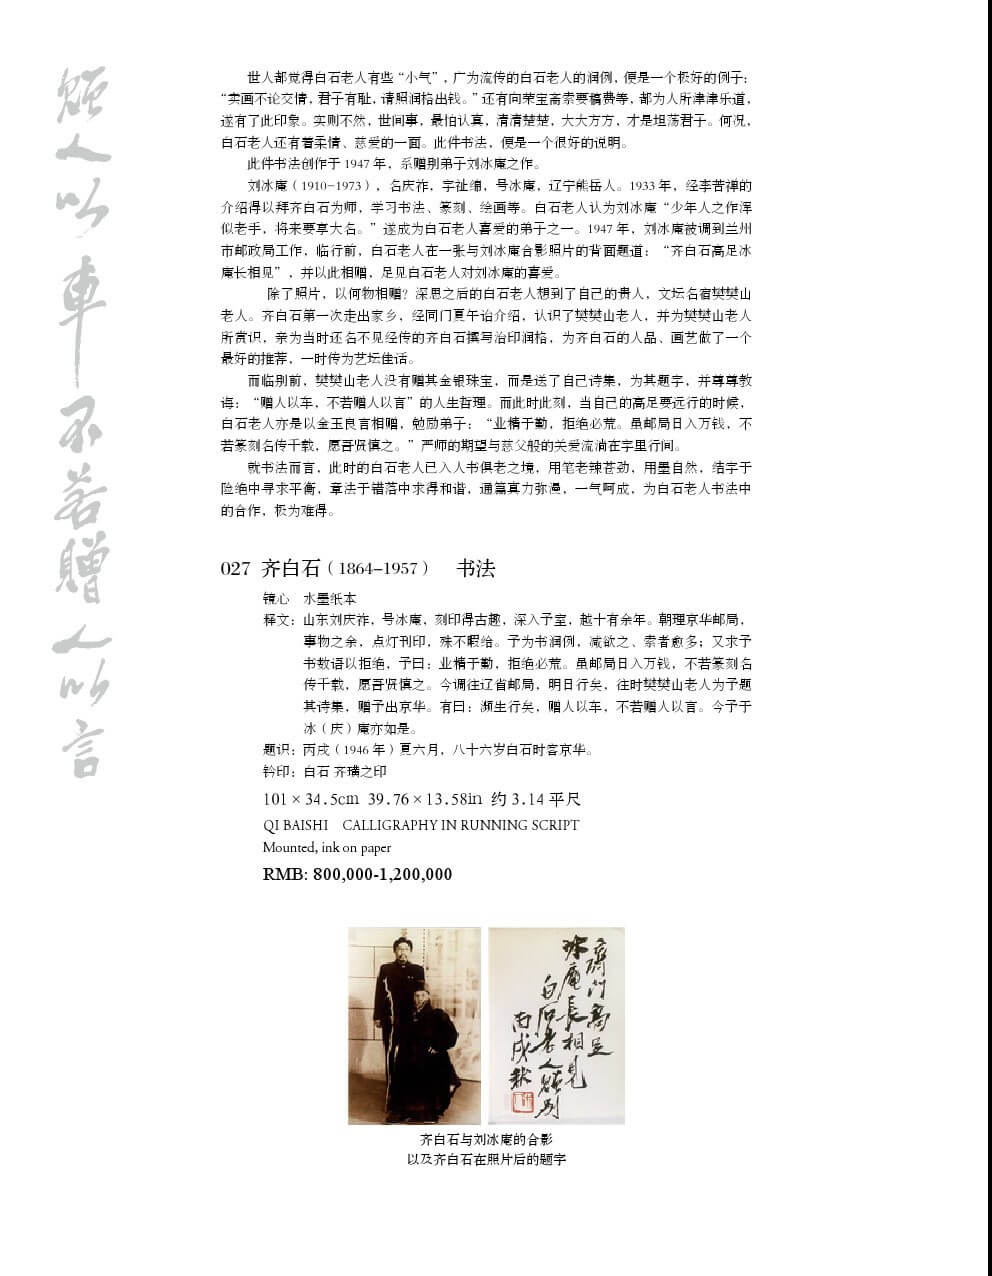 赠人以車不若赠人以言
世人都觉得白石老人有些“小气”，广为流传的白石老人的润例，便是一个极好的例子：
“卖画不论交情，君子有耻，请照润格出钱。”还有向荣宝斋索要稿费等，都为人所津津乐道，
遂有了此印象。实则不然，世间事，最怕认真，清清楚楚，大大方方，才是坦荡君子。何况，
白石老人还有着柔情、慈爱的一面。此件书法，便是一个很好的说明。
此件书法创作于 1947 年，系赠别弟子刘冰庵之作。
刘冰庵（1910-1973），名庆祚，字祉绵，号冰庵，辽宁熊岳人。1933 年，经李苦禅的
介绍得以拜齐白石为师，学习书法、篆刻、绘画等。白石老人认为刘冰庵“少年人之作浑
似老手，将来要享大名。”遂成为白石老人喜爱的弟子之一。1947 年，刘冰庵被调到兰州
市邮政局工作，临行前，白石老人在一张与刘冰庵合影照片的背面题道：“齐白石高足冰
庵长相见”，并以此相赠，足见白石老人对刘冰庵的喜爱。
除了照片，以何物相赠？深思之后的白石老人想到了自己的贵人，文坛名宿樊樊山
老人。齐白石第一次走出家乡，经同门夏午诒介绍，认识了樊樊山老人，并为樊樊山老人
所赏识，亲为当时还名不见经传的齐白石撰写治印润格，为齐白石的人品、画艺做了一个
最好的推荐，一时传为艺坛佳话。
而临别前，樊樊山老人没有赠其金银珠宝，而是送了自己诗集，为其题字，并尊尊教
诲：“赠人以车，不若赠人以言”的人生哲理。而此时此刻，当自己的高足要远行的时候，
白石老人亦是以金玉良言相赠，勉励弟子：“业精于勤，拒绝必荒。虽邮局日入万钱，不
若篆刻名传千载，愿吾贤慎之。”严师的期望与慈父般的关爱流淌在字里行间。
就书法而言，此时的白石老人已入人书俱老之境，用笔老辣苍劲，用墨自然，结字于
险绝中寻求平衡，章法于错落中求得和谐，通篇真力弥漫，一气呵成，为白石老人书法中
的合作，极为难得。
027 齐白石（1864–1957） 书法
镜心 水墨纸本
释文：山东刘庆祚，号冰庵，刻印得古趣，深入予室，越十有余年。朝理京华邮局，
事物之余，点灯刊印，殊不暇给。予为书润例，减欲之、索者愈多；又求予
书数语以拒绝，予曰：业精于勤，拒绝必荒。虽邮局日入万钱，不若篆刻名
传千载，愿吾贤慎之。今调往辽省邮局，明日行矣，往时樊樊山老人为予题
其诗集，赠予出京华。有曰：濒生行矣，赠人以车，不若赠人以言。今予于
冰（庆）庵亦如是。
题识：丙戌（1946 年）夏六月，八十六岁白石时客京华。
钤印：白石 齐璜之印
101×34.5cm 39.76×13.58in 约 3.14 平尺
QI BAISHI CALLIGRAPHY IN RUNNING SCRIPT
Mounted, ink on paper
RMB: 800,000-1,200,000
齊门高足
冰庵長相見
白石老人赠别
丙戌秋
齐白石与刘冰庵的合影
以及齐白石在照片后的题字